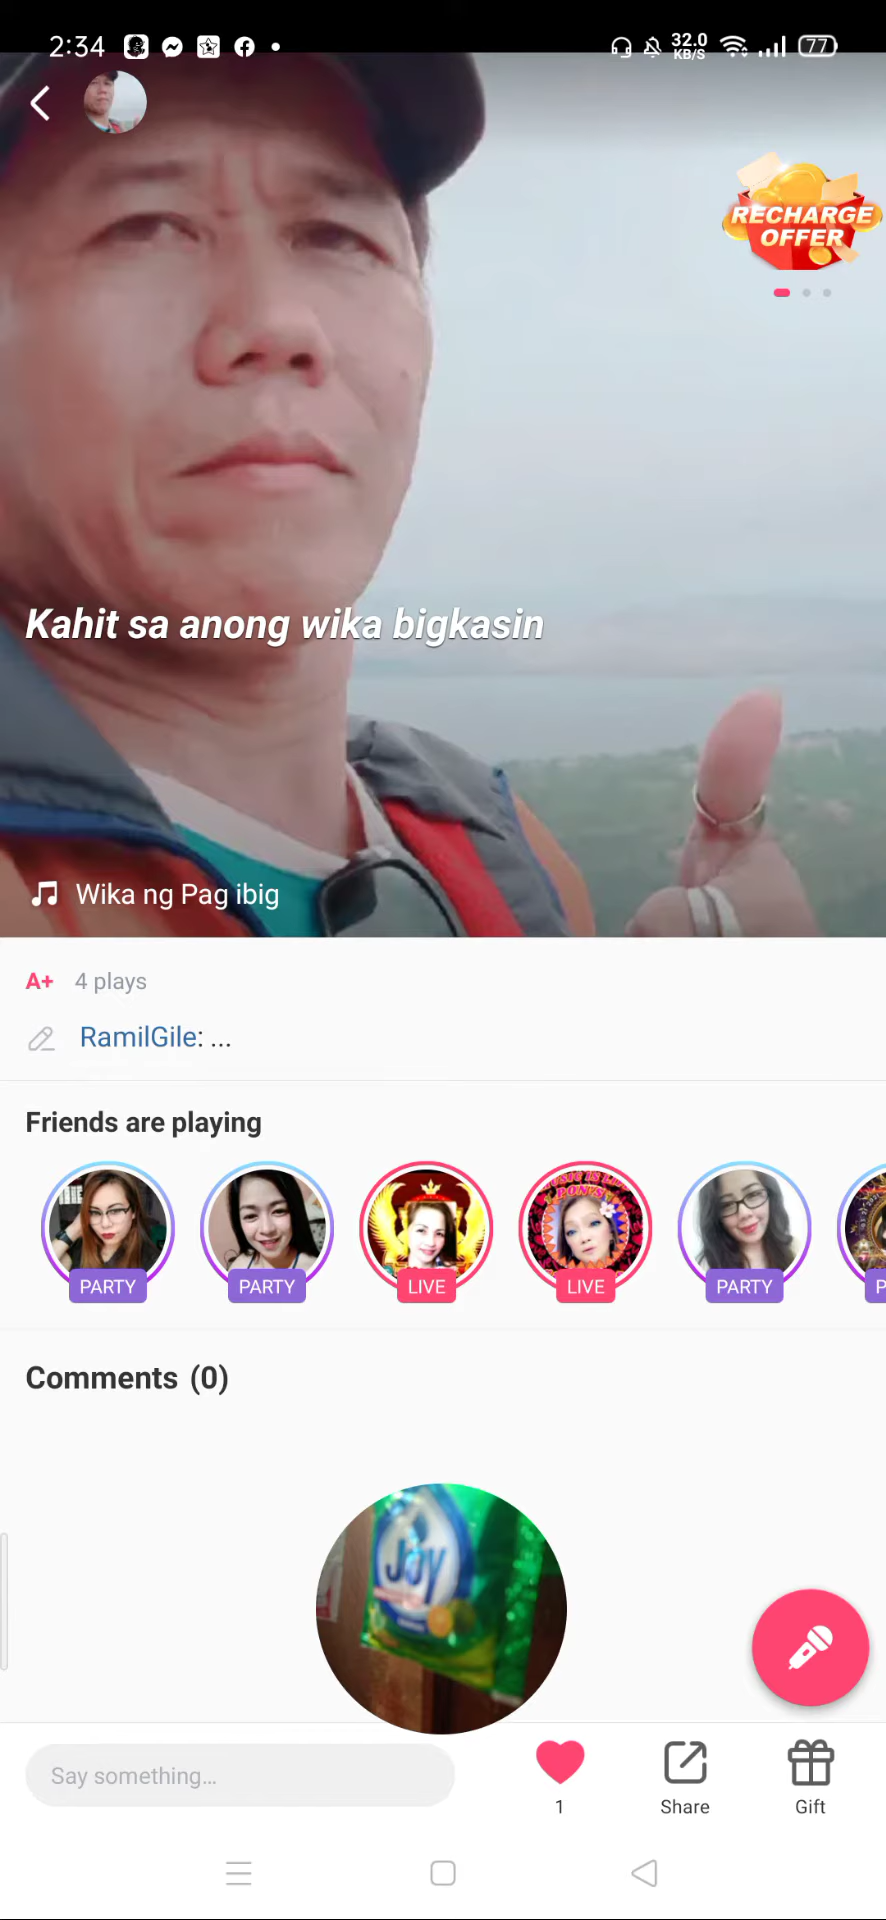 2:34
32.0
KB/S
77
RECHARGE
OFFER
Kahit sa anong wika bigkasin
Wika ng Pag ibig
A+ 4 plays
RamilGile: ...
Friends are playing
PARTY PARTY LIVE LIVE PARTY P
Comments (0)
Joy
Say something...
1 Share Gift